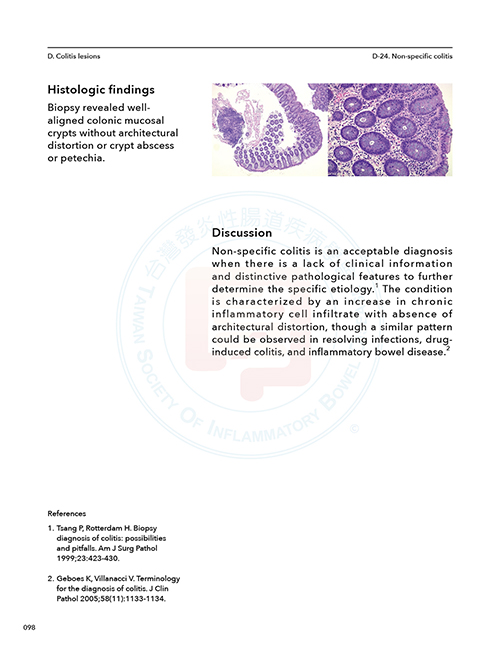 D. Colitis lesions
D-24. Non-specific colitis
Histologic findings
Biopsy revealed well-
aligned colonic mucosal
crypts without architectural
distortion or crypt abscess
or petechia.
Discussion
Non-specific colitis is an acceptable diagnosis
when there is a lack of clinical information
and distinctive pathological features to further
determine the specific etiology.1 The condition
is characterized by an increase in chronic
inflammatory cell infiltrate with absence of
architectural distortion, though a similar pattern
could be observed in resolving infections, drug-
induced colitis, and inflammatory bowel disease.2
台灣發炎性腸道疾病
TAIWAN SOCIETY OF INFLAMMATORY BOWEL
©
References
1. Tsang P, Rotterdam H. Biopsy
diagnosis of colitis: possibilities
and pitfalls. Am J Surg Pathol
1999;23:423-430.
2. Geboes K, Villanacci V. Terminology
for the diagnosis of colitis. J Clin
Pathol 2005;58(11):1133-1134.
098